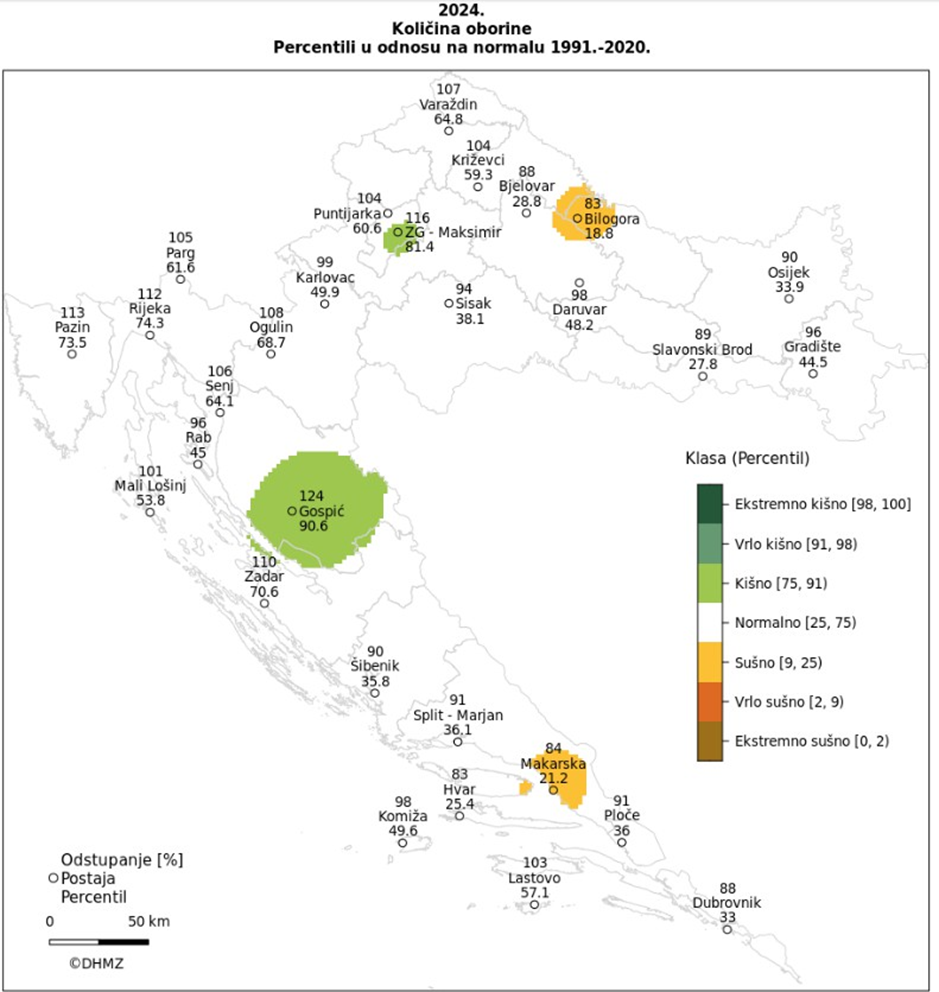 2024.
Količina oborine
Percentili u odnosu na normalu 1991.-2020.
107
Varaždin
64.8
104
Križevci
59.3
88
Bjelovar
28.8
83
Bilogora
18.8
104
Puntijarka
60.6
116
ZG - Maksimir
81.4
105
Parg
61.6
99
Karlovac
49.9
94
Sisak
38.1
98
Daruvar
48.2
90
Osijek
33.9
113
Pazin
73.5
112
Rijeka
74.3
108
Ogulin
68.7
89
Slavonski Brod
27.8
96
Gradište
44.5
106
Senj
64.1
96
Rab
45
101
Mali Lošinj
53.8
124
Gospić
90.6
110
Zadar
70.6
90
Šibenik
35.8
91
Split - Marjan
36.1
84
Makarska
21.2
83
Hvar
25.4
98
Komiža
49.6
91
Ploče
36
103
Lastovo
57.1
88
Dubrovnik
33
Klasa (Percentil)
Ekstremno kišno [98, 100]
Vrlo kišno [91, 98)
Kišno [75, 91)
Normalno [25, 75)
Sušno [9, 25)
Vrlo sušno [2, 9)
Ekstremno sušno [0, 2)
Odstupanje [%]
Postaja
Percentil
0 50 km
©DHMZ